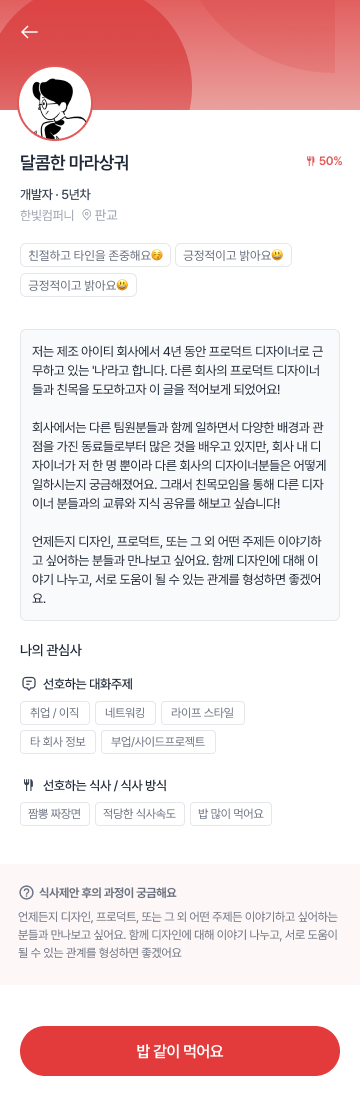 달콤한 마라상궈
50%
개발자 · 5년차
한빛컴퍼니 판교
친절하고 타인을 존중해요😚 긍정적이고 밝아요😃
긍정적이고 밝아요😃
저는 제조 아이티 회사에서 4년 동안 프로덕트 디자이너로 근
무하고 있는 '나'라고 합니다. 다른 회사의 프로덕트 디자이너
들과 친목을 도모하고자 이 글을 적어보게 되었어요!
회사에서는 다른 팀원분들과 함께 일하면서 다양한 배경과 관
점을 가진 동료들로부터 많은 것을 배우고 있지만, 회사 내 디
자이너가 저 한 명 뿐이라 다른 회사의 디자이너분들은 어떻게
일하시는지 궁금해졌어요. 그래서 친목모임을 통해 다른 디자
이너 분들과의 교류와 지식 공유를 해보고 싶습니다!
언제든지 디자인, 프로덕트, 또는 그 외 어떤 주제든 이야기하
고 싶어하는 분들과 만나보고 싶어요. 함께 디자인에 대해 이
야기 나누고, 서로 도움이 될 수 있는 관계를 형성하면 좋겠어
요.
나의 관심사
선호하는 대화주제
취업 / 이직 네트워킹 라이프 스타일
타 회사 정보 부업/사이드프로젝트
선호하는 식사 / 식사 방식
짬뽕 짜장면 적당한 식사속도 밥 많이 먹어요
식사제안 후의 과정이 궁금해요
언제든지 디자인, 프로덕트, 또는 그 외 어떤 주제든 이야기하고 싶어하는
분들과 만나보고 싶어요. 함께 디자인에 대해 이야기 나누고, 서로 도움이
될 수 있는 관계를 형성하면 좋겠어요
밥 같이 먹어요